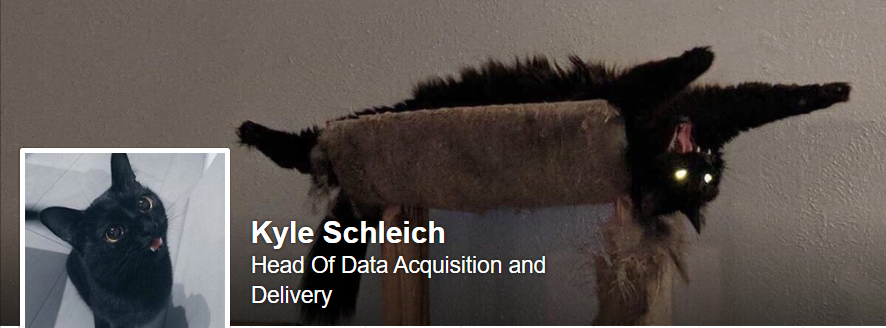 Kyle Schleich
Head Of Data Acquisition and
Delivery